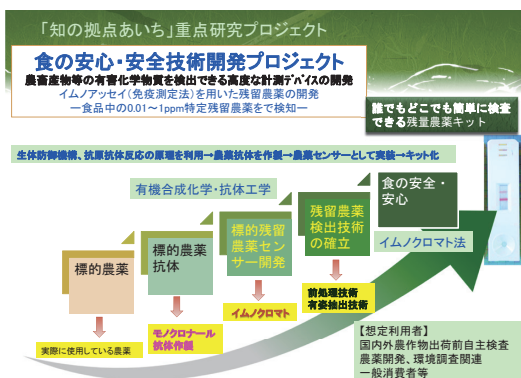 「知の拠点あいち」重点研究プロジェクト
食の安心・安全技術開発プロジェクト
農畜産物等の有害化学物質を検出できる高度な計測デバイスの開発
イムノアッセイ(免疫測定法)を用いた残留農薬の開発
ー食品中の0.01~1ppm特定残留農薬をで検知ー
誰でもどこでも簡単に検査
できる残量農薬キット
生体防御機構、抗原抗体反応の原理を利用→農薬抗体を作製→農薬センサーとして実装→キット化
有機合成化学・抗体工学
食の安全・
安心
残留農薬
検出技術
の確立
標的残留
農薬セン
サー開発
標的農薬
抗体
標的農薬
イムノクロマト法
前処理技術
有姿抽出技術
イムノクロマト
モノクロナール
抗体作製
実際に使用している農薬
【想定利用者】
国内外農作物出荷前自主検査
農薬開発、環境調査関連
一般消費者等